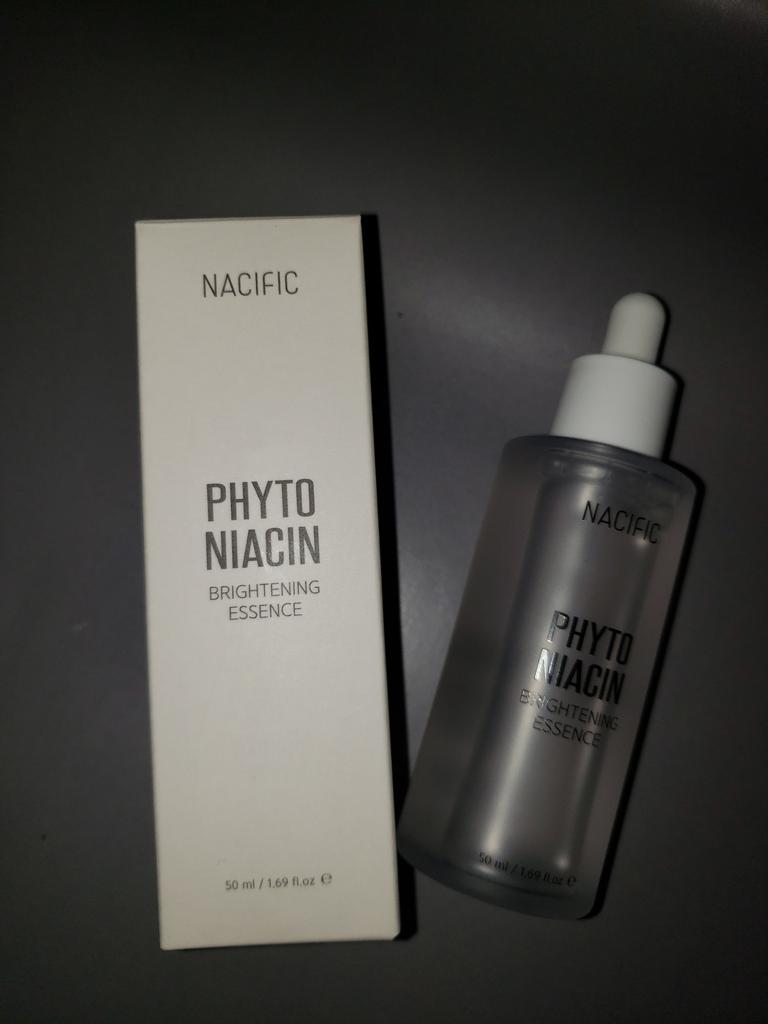 NACIFIC
PHYTO
NIACIN
BRIGHTENING
ESSENCE
50 ml / 1.69 fl.oz ℮
NACIFIC
PHYTO
NIACIN
BRIGHTENING
ESSENCE
50 ml / 1.69 fl.oz ℮